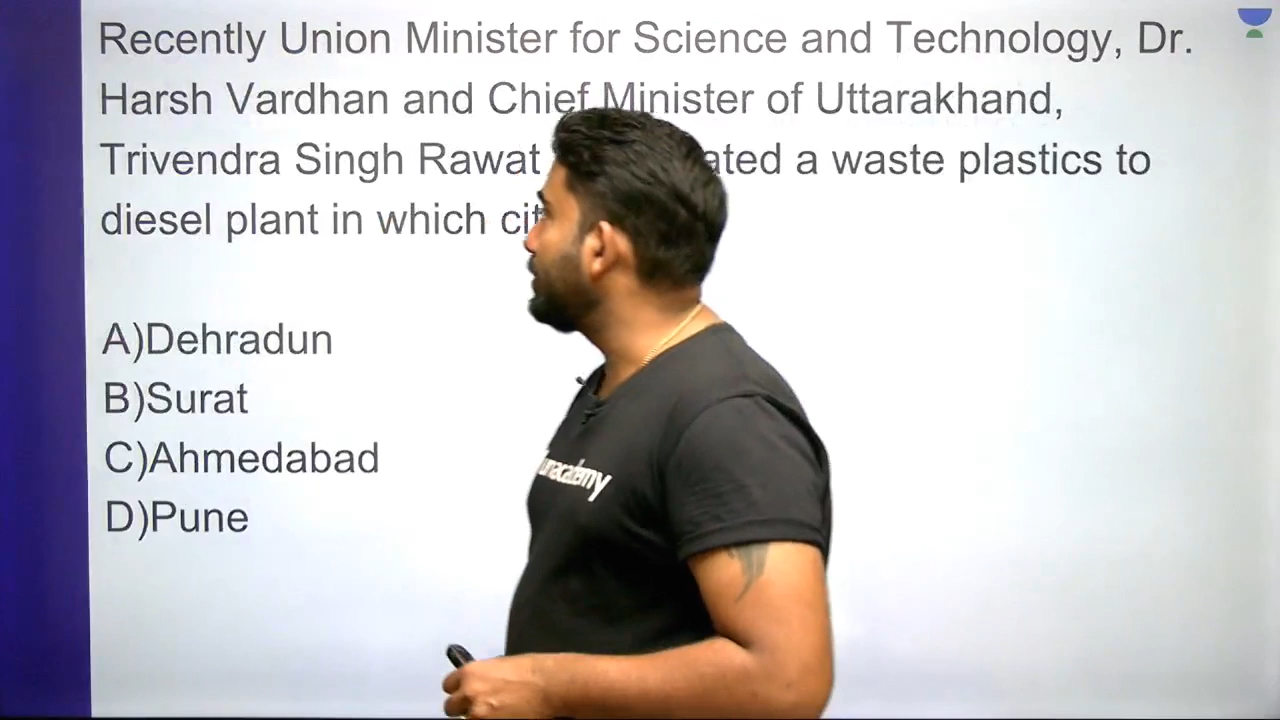 Recently Union Minister for Science and Technology, Dr.
Harsh Vardhan and Chief Minister of Uttarakhand,
Trivendra Singh Rawat a waste plastics to
diesel plant in which
A)Dehradun
B)Surat
C)Ahmedabad
D)Pune
unacademy